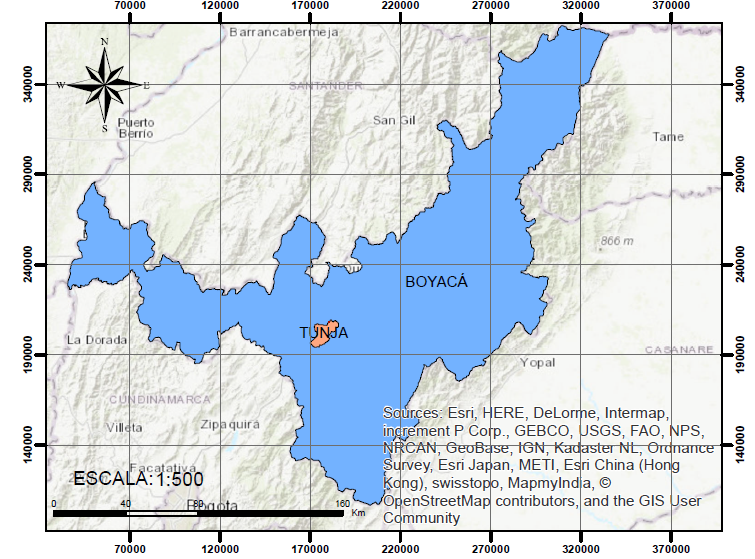 70000 120000 170000 220000 270000 320000 370000
Barrancabermeja
N
340000 340000
W E
SANTANDER
S
Puerto
Berrío
San Gil
Tame
290000 290000
866 m
240000 240000
BOYACÁ
TUNJA
La Dorada
190000 190000
CASANARE
Yopal
CUNDINAMARCA
Villeta
Zipaquirá
140000 140000
Sources: Esri, HERE, DeLorme, Intermap,
increment P Corp., GEBCO, USGS, FAO, NPS,
NRCAN, GeoBase, IGN, Kadaster NL, Ordnance
Survey, Esri Japan, METI, Esri China (Hong
Kong), swisstopo, MapmyIndia, ©
OpenStreetMap contributors, and the GIS User
Community
Facatativá
ESCALA:1:500
0 40 80 160
Km
Bogota
70000 120000 170000 220000 270000 320000 370000